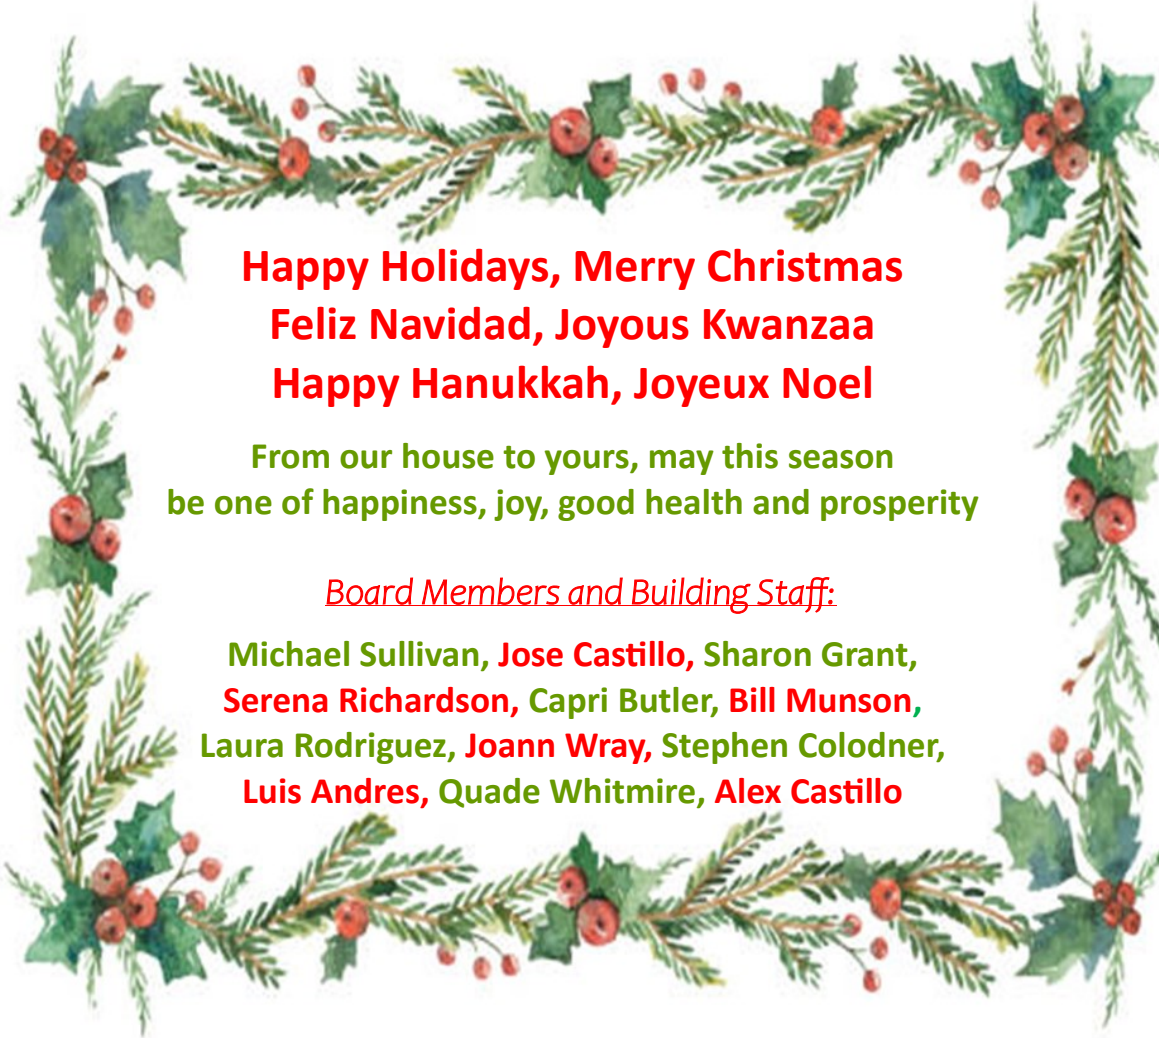 Happy Holidays, Merry Christmas
Feliz Navidad, Joyous Kwanzaa
Happy Hanukkah, Joyeux Noel
From our house to yours, may this season
be one of happiness, joy, good health and prosperity
Board Members and Building Staff:
Michael Sullivan, Jose Castillo, Sharon Grant,
Serena Richardson, Capri Butler, Bill Munson,
Laura Rodriguez, Joann Wray, Stephen Colodner,
Luis Andres, Quade Whitmire, Alex Castillo